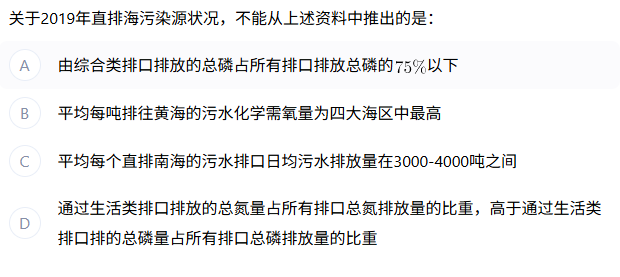 关于2019年直排海污染源状况，不能从上述资料中推出的是：
A 由综合类排口排放的总磷占所有排口排放总磷的75%以下
B 平均每吨排往黄海的污水化学需氧量为四大海区中最高
C 平均每个直排南海的污水排口日均污水排放量在3000-4000吨之间
D 通过生活类排口排放的总氮量占所有排口总氮排放量的比重，高于通过生活类
排口排的总磷量占所有排口总磷排放量的比重